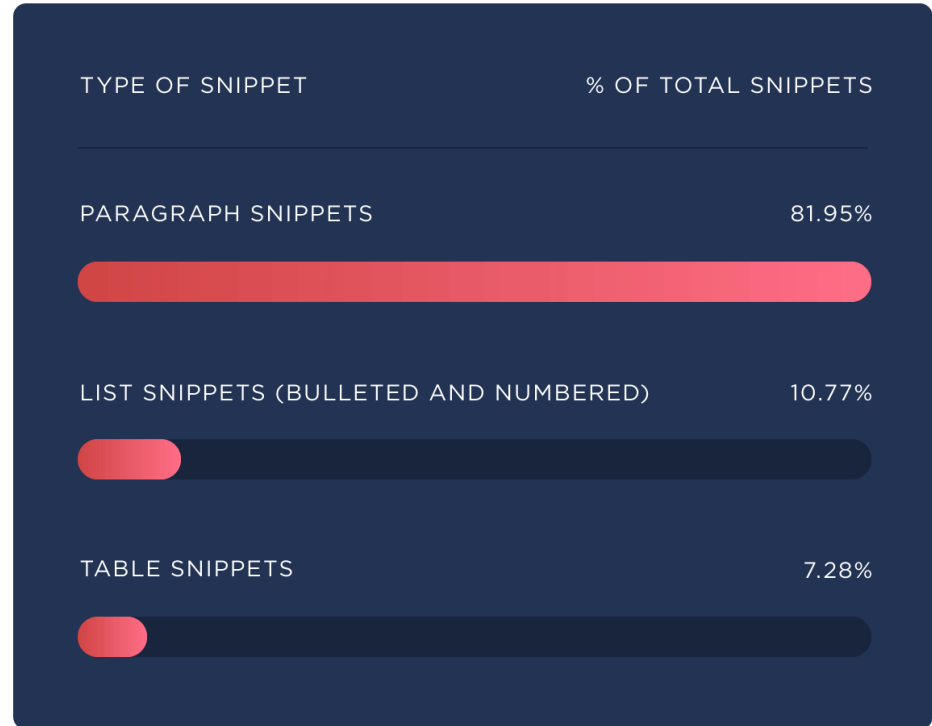 TYPE OF SNIPPET % OF TOTAL SNIPPETS
PARAGRAPH SNIPPETS 81.95%
LIST SNIPPETS (BULLETED AND NUMBERED) 10.77%
TABLE SNIPPETS 7.28%